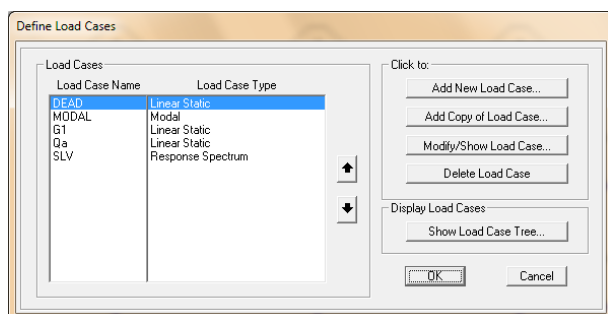 Define Load Cases
Load Cases
Load Case Name Load Case Type
DEAD Linear Static
MODAL Modal
G1 Linear Static
Qa Linear Static
SLV Response Spectrum
Click to:
Add New Load Case...
Add Copy of Load Case...
Modify/Show Load Case...
Delete Load Case
Display Load Cases
Show Load Case Tree...
OK Cancel